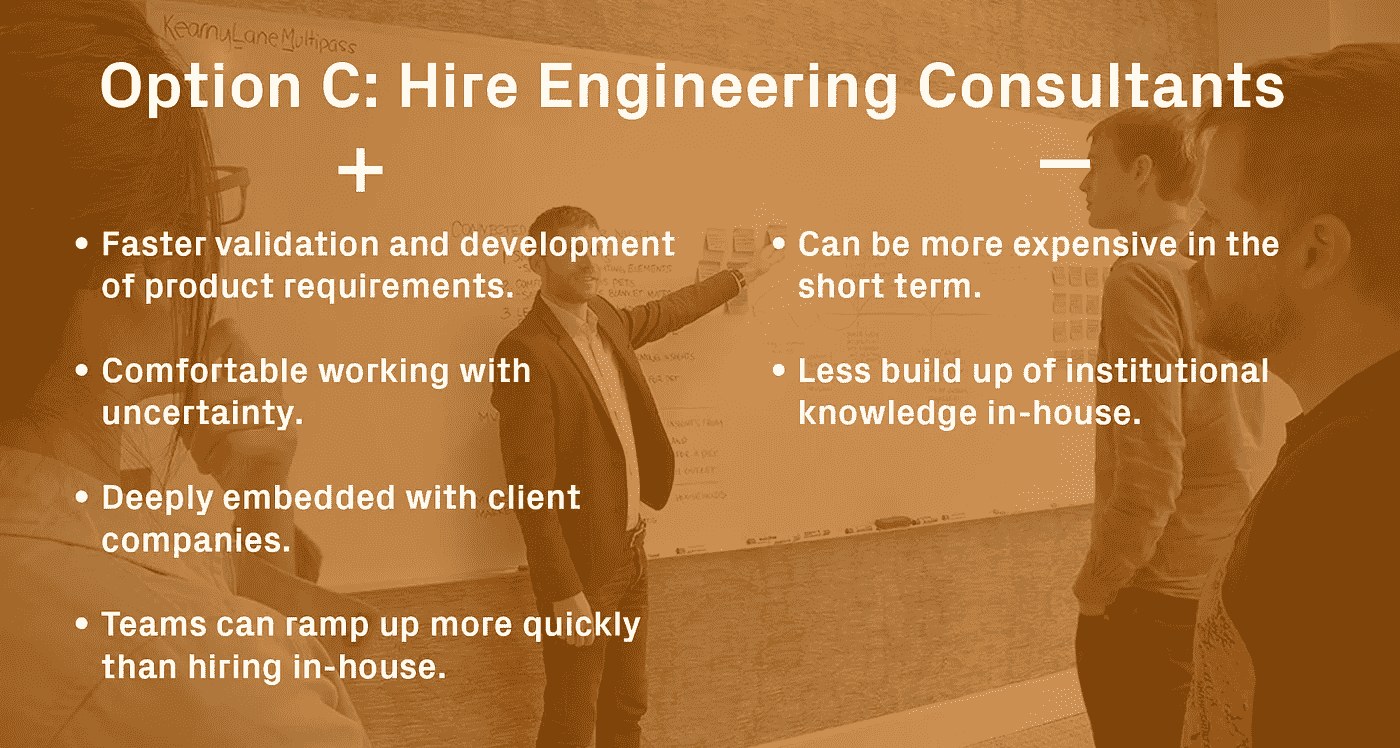 KearnyLaneMultipass
Option C: Hire Engineering Consultants
+
–
• Faster validation and development
of product requirements.
• Comfortable working with
uncertainty.
• Deeply embedded with client
companies.
• Teams can ramp up more quickly
than hiring in-house.
• Can be more expensive in the
short term.
• Less build up of institutional
knowledge in-house.